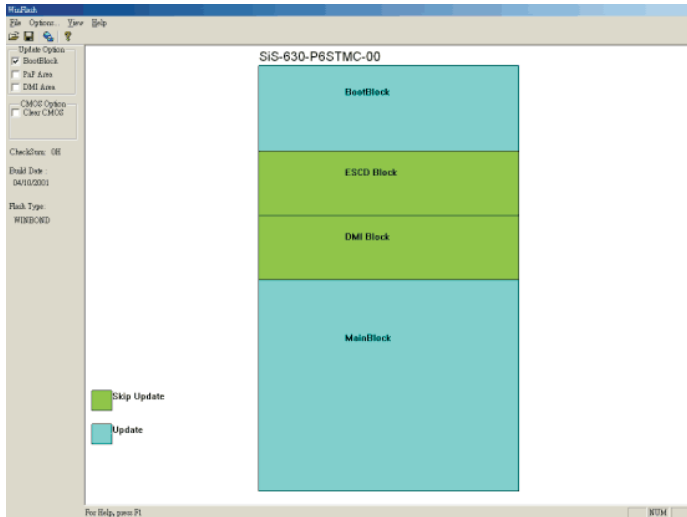 WinFlash
File Options... View Help
Update Option
BootBlock
PnP Area
DMI Area
CMOS Option
Clear CMOS
CheckSum: 0H
Build Date :
04/10/2001
Flash Type:
WINBOND
SiS-630-P6STMC-00
BootBlock
ESCD Block
DMI Block
MainBlock
Skip Update
Update
For Help, press F1
NUM